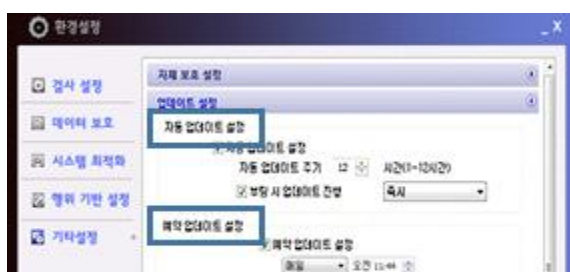 환경설정
검사 설정
데이터 보호
시스템 최적화
행위 기반 설정
기타설정
자체 보호 설정
업데이트 설정
자동 업데이트 설정
자동 업데이트 설정
자동 업데이트 주기 12 시간(1~12시간)
부팅 시 업데이트 진행 즉시
예약 업데이트 설정
예약 업데이트 설정
매일 오전 11:44